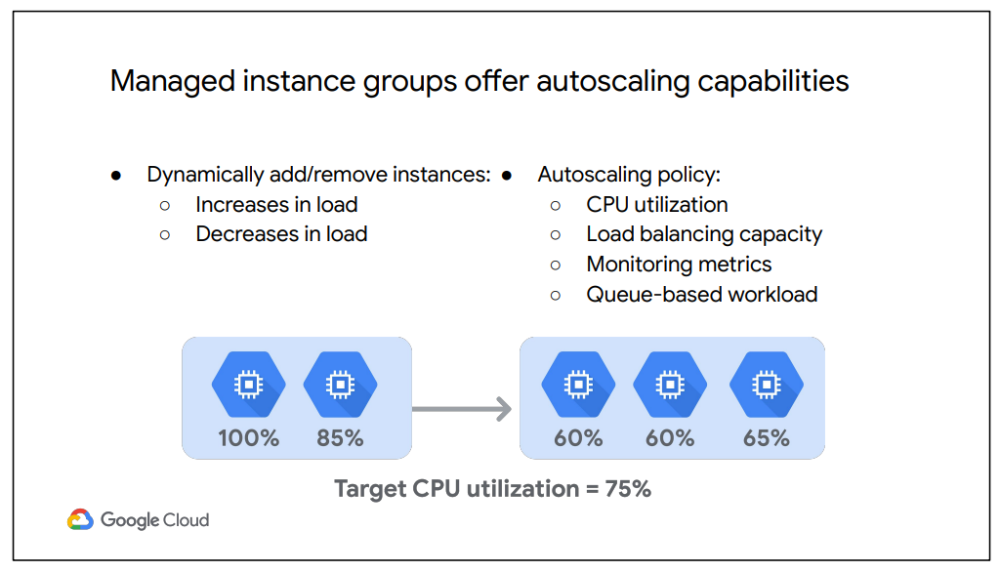 Managed instance groups offer autoscaling capabilities
● Dynamically add/remove instances:
○ Increases in load
○ Decreases in load
● Autoscaling policy:
○ CPU utilization
○ Load balancing capacity
○ Monitoring metrics
○ Queue-based workload
100% 85%
60% 60% 65%
Target CPU utilization = 75%
Google Cloud